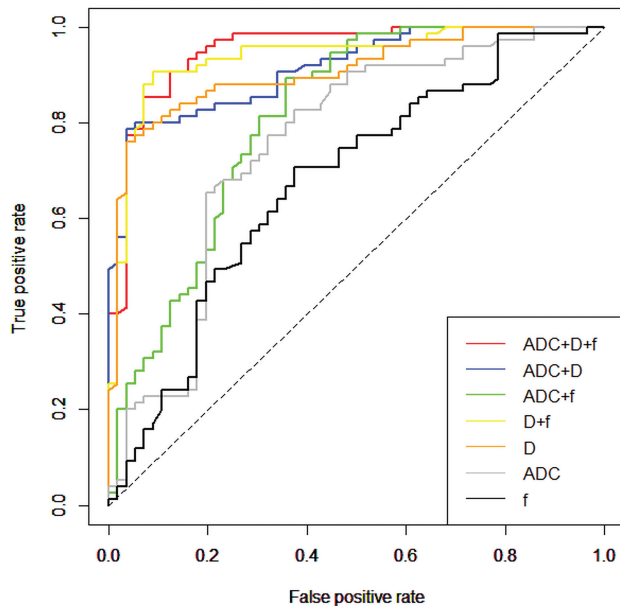 1.0
0.8
0.6
0.4
0.2
0.0
True positive rate
ADC+D+f
ADC+D
ADC+f
D+f
D
ADC
f
0.0 0.2 0.4 0.6 0.8 1.0
False positive rate